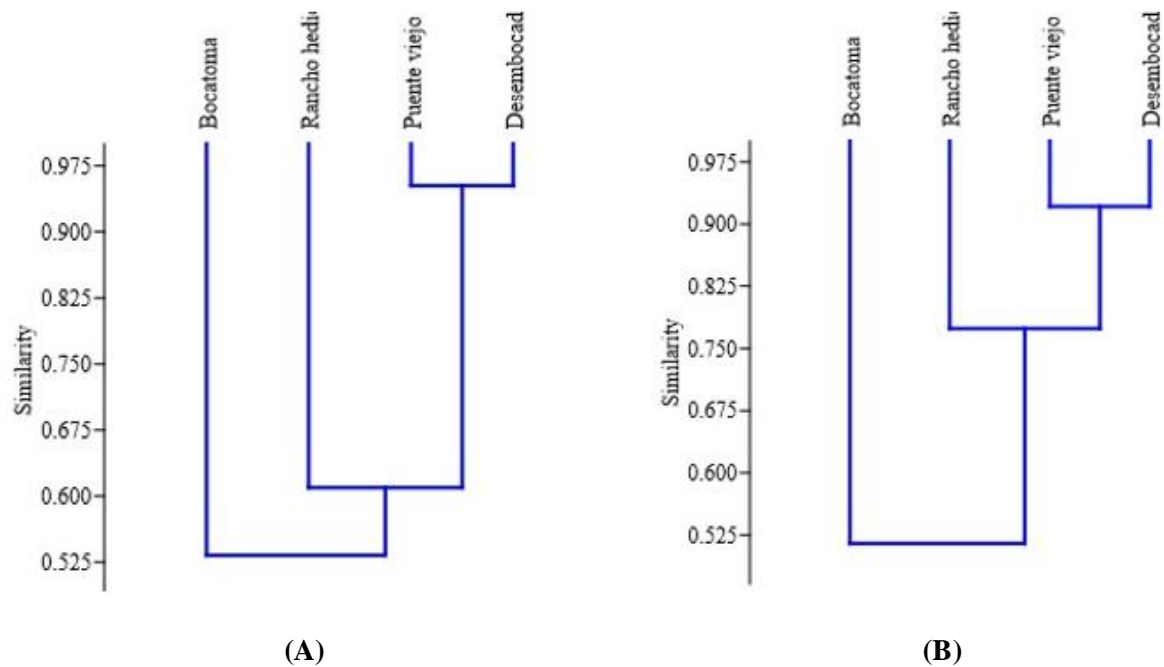 Bocatoma
Rancho hedi
Puente viejo
Desembocad
0.975
0.900
0.825
0.750
0.675
0.600
0.525
Similarity
(A)
Bocatoma
Rancho hedi
Puente viejo
Desembocad
0.975
0.900
0.825
0.750
0.675
0.600
0.525
Similarity
(B)